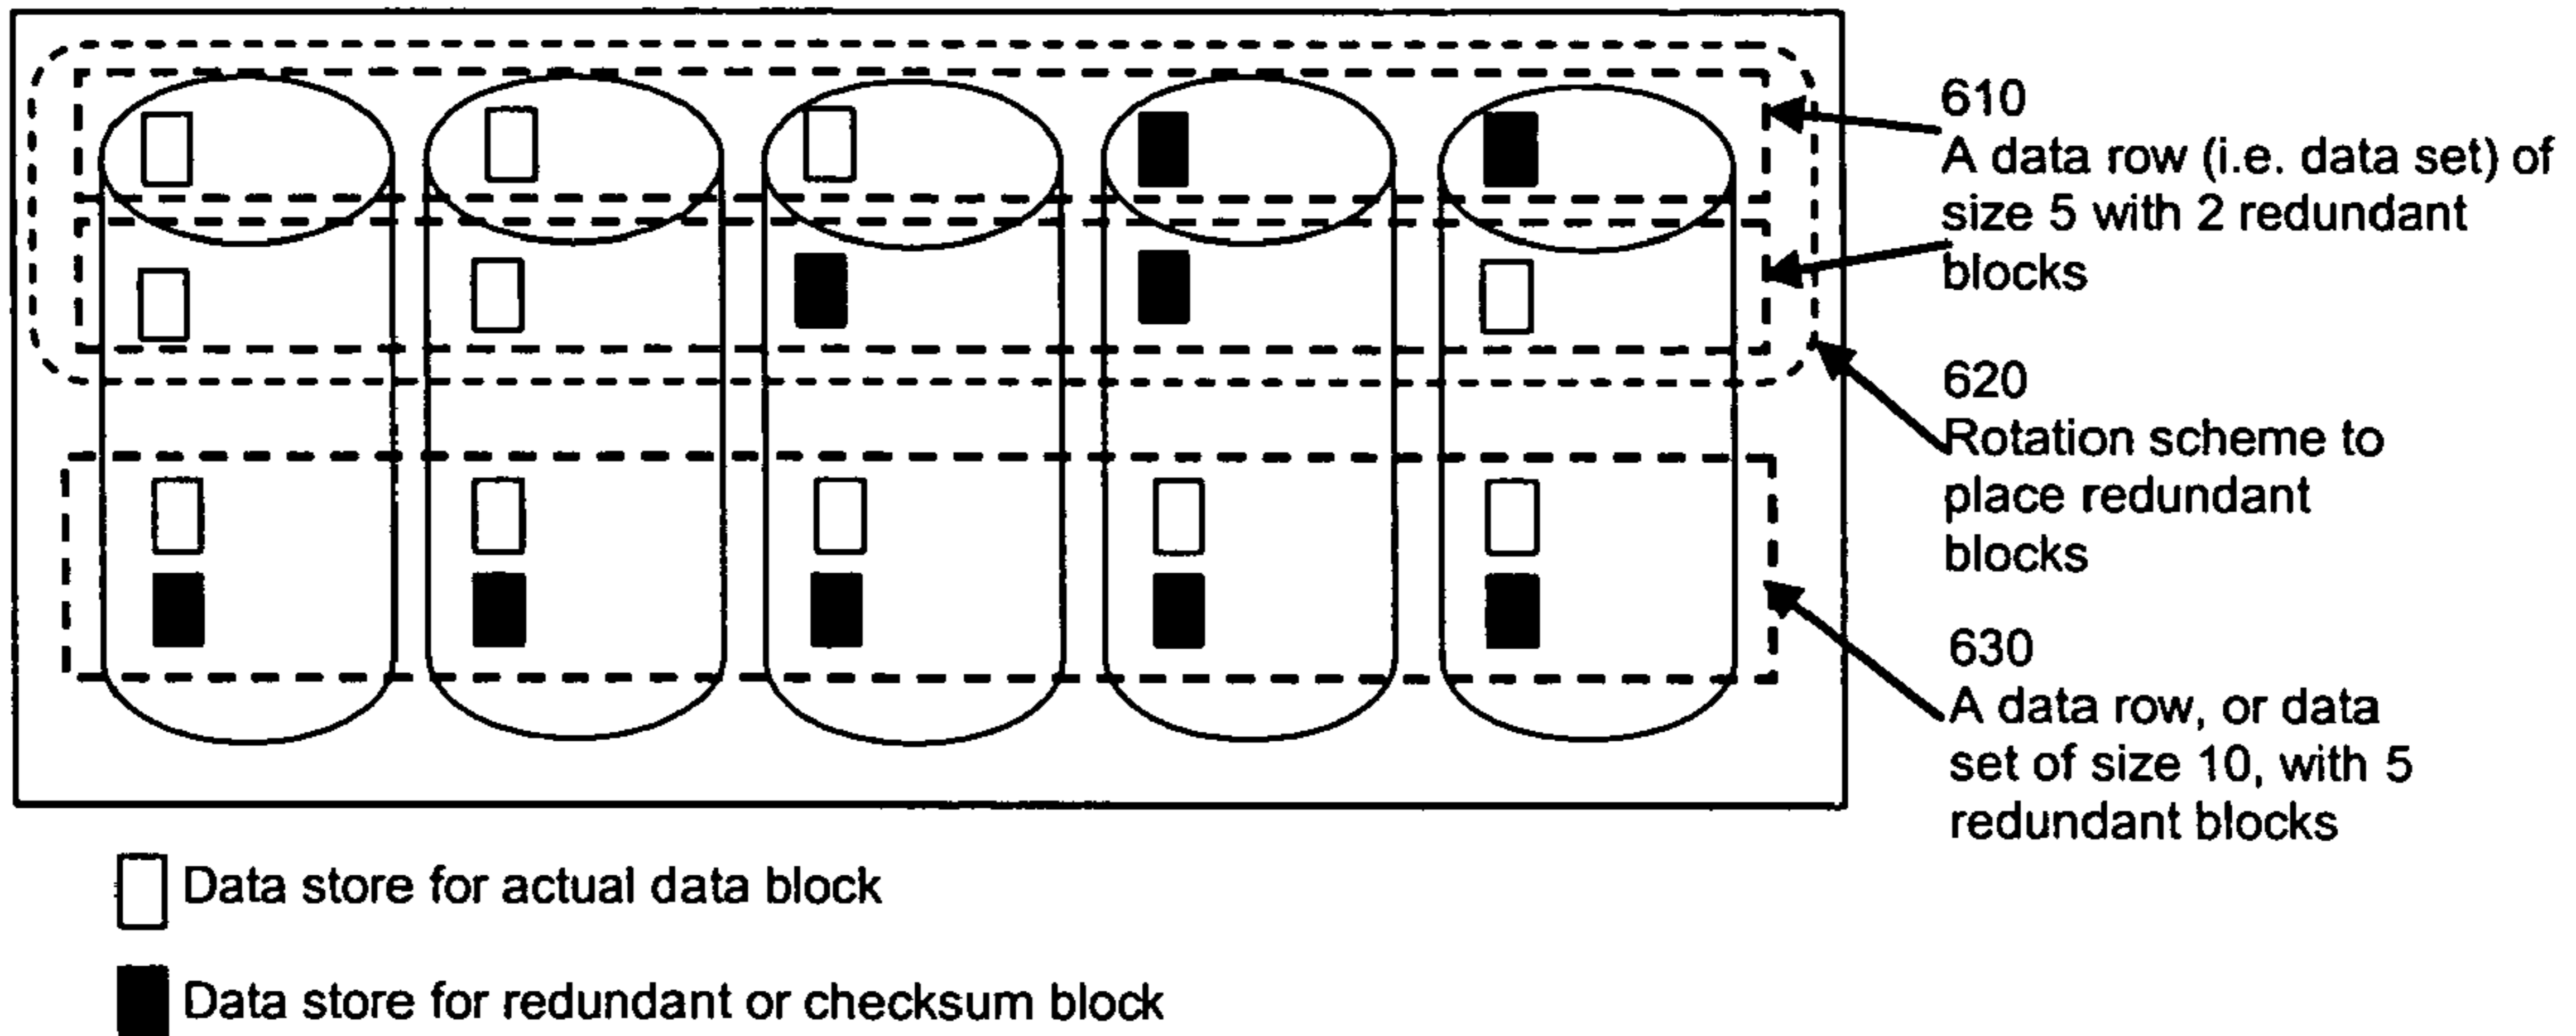 610
A data row (i.e. data set) of
size 5 with 2 redundant
blocks
620
Rotation scheme to
place redundant
blocks
630
A data row, or data
set of size 10, with 5
redundant blocks
Data store for actual data block
Data store for redundant or checksum block